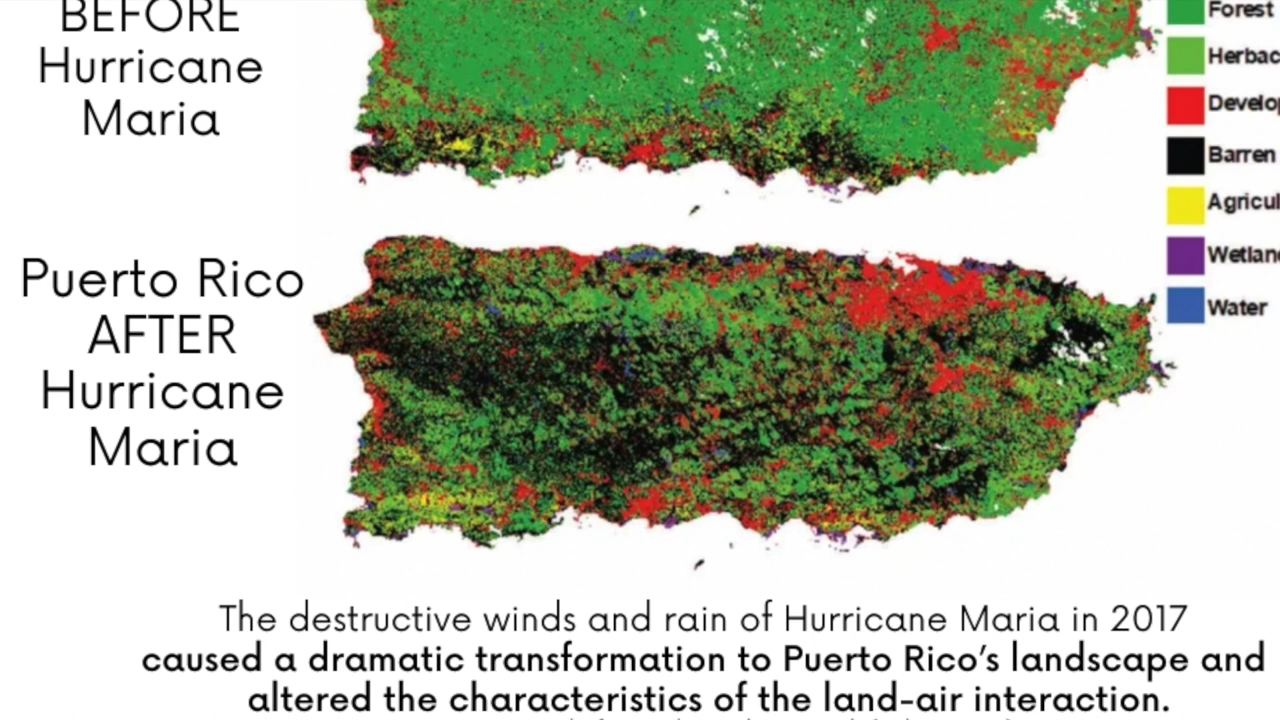 BEFORE
Hurricane
Maria
Forest
Herbac
Develop
Barren
Agricul
Wetlan
Water
Puerto Rico
AFTER
Hurricane
Maria
The destructive winds and rain of Hurricane Maria in 2017
caused a dramatic transformation to Puerto Rico's landscape and
altered the characteristics of the land-air interaction.